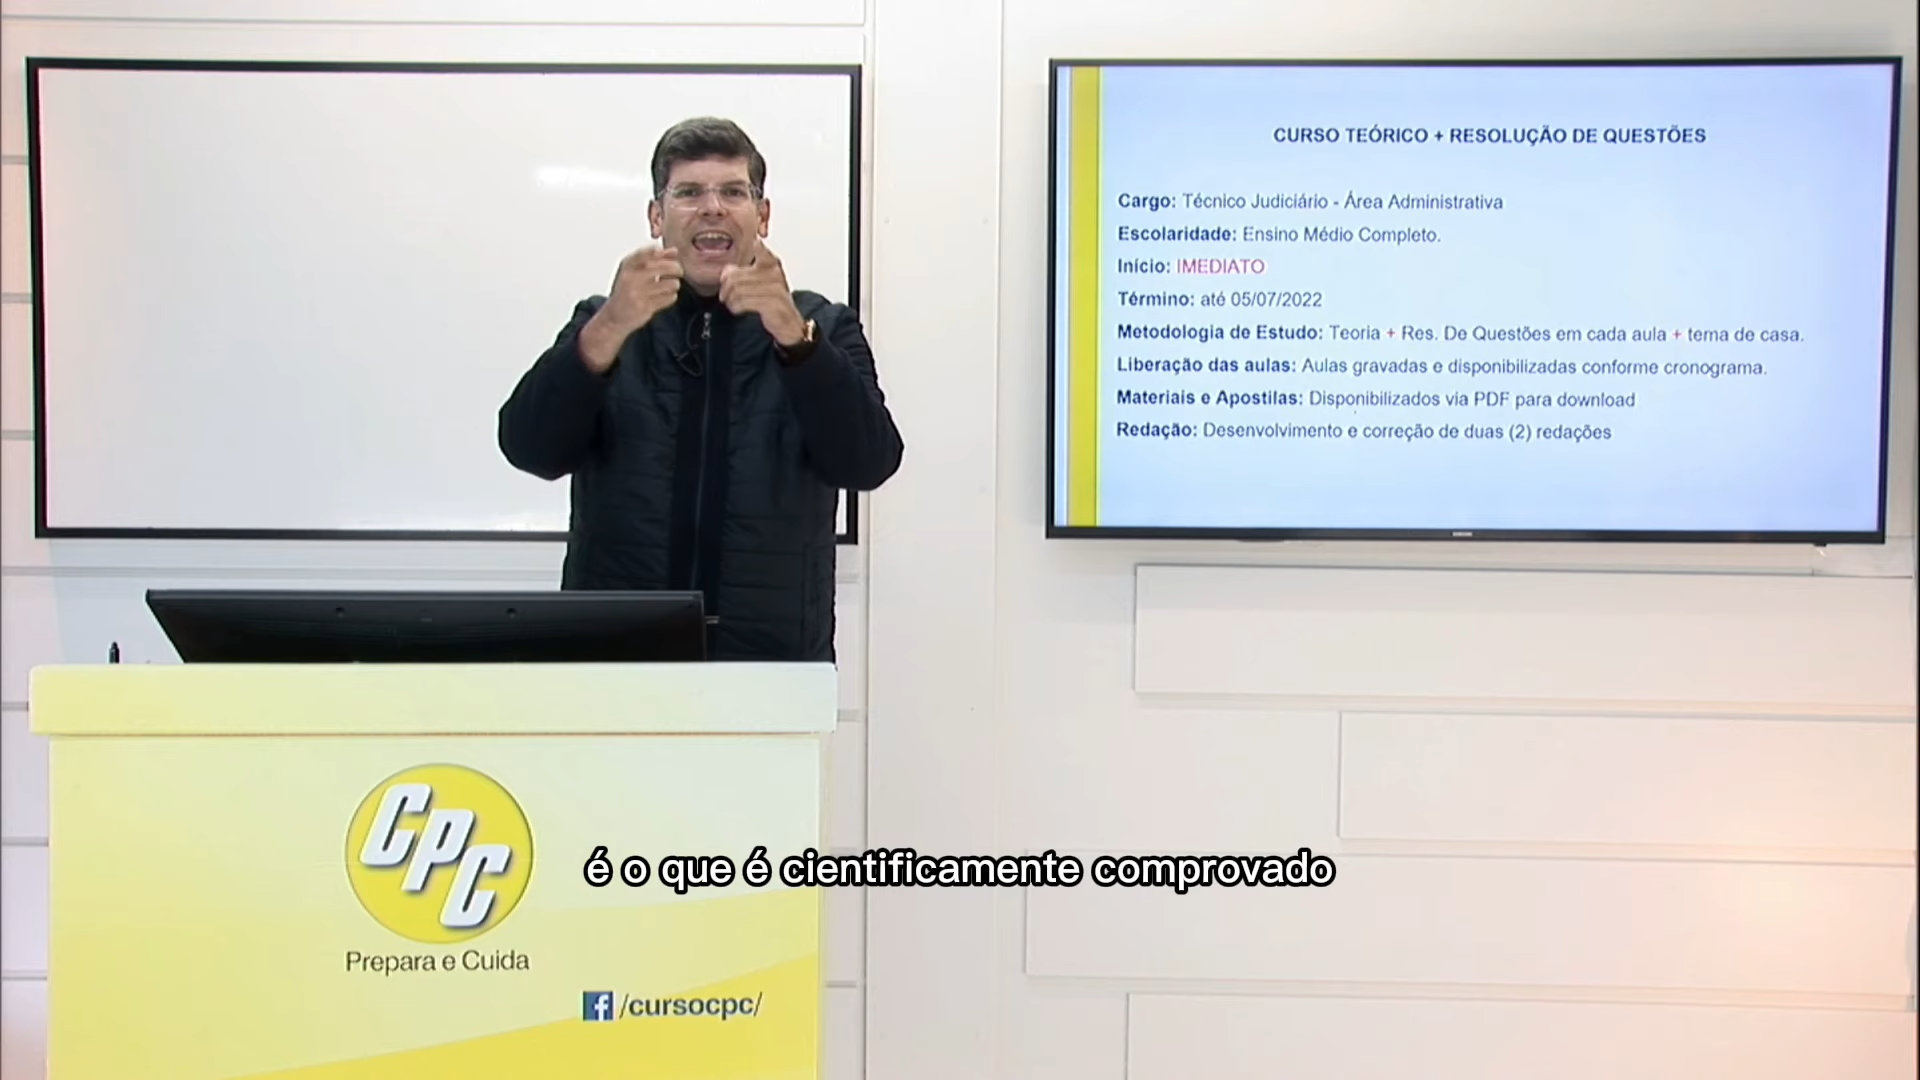 CURSO TEÓRICO + RESOLUÇÃO DE QUESTÕES
Cargo: Técnico Judiciário - Área Administrativa
Escolaridade: Ensino Médio Completo.
Início: IMEDIATO
Término: até 05/07/2022
Metodologia de Estudo: Teoria + Res. De Questões em cada aula + tema de casa.
Liberação das aulas: Aulas gravadas e disponibilizadas conforme cronograma.
Materiais e Apostilas: Disponibilizados via PDF para download
Redação: Desenvolvimento e correção de duas (2) redações
CPC
Prepara e Cuida
/cursocpc/
é o que é cientificamente comprovado